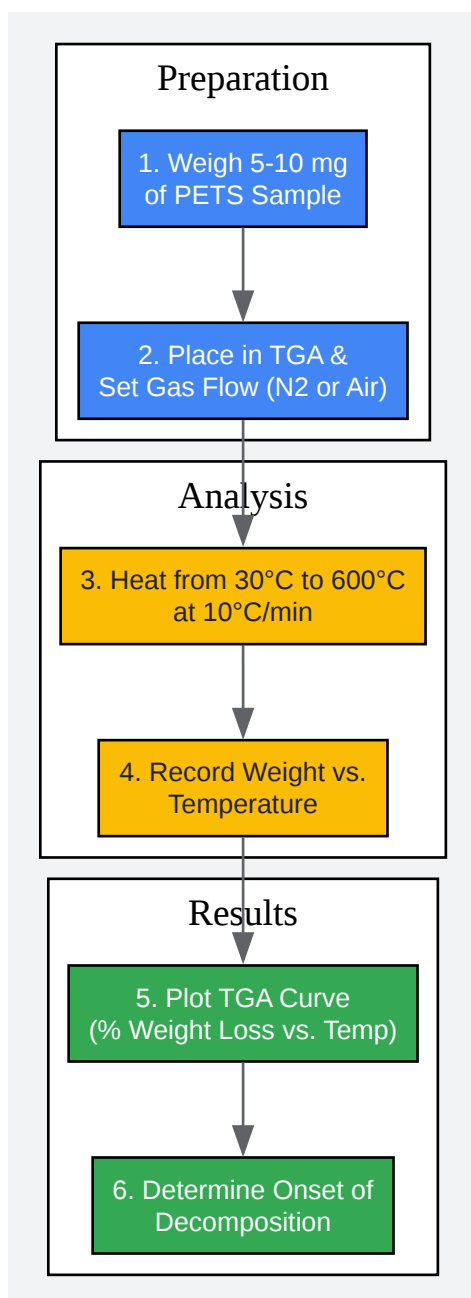 Preparation
1. Weigh 5-10 mg
of PETS Sample
2. Place in TGA &
Set Gas Flow (N2 or Air)
Analysis
3. Heat from 30°C to 600°C
at 10°C/min
4. Record Weight vs.
Temperature
Results
5. Plot TGA Curve
(% Weight Loss vs. Temp)
6. Determine Onset of
Decomposition